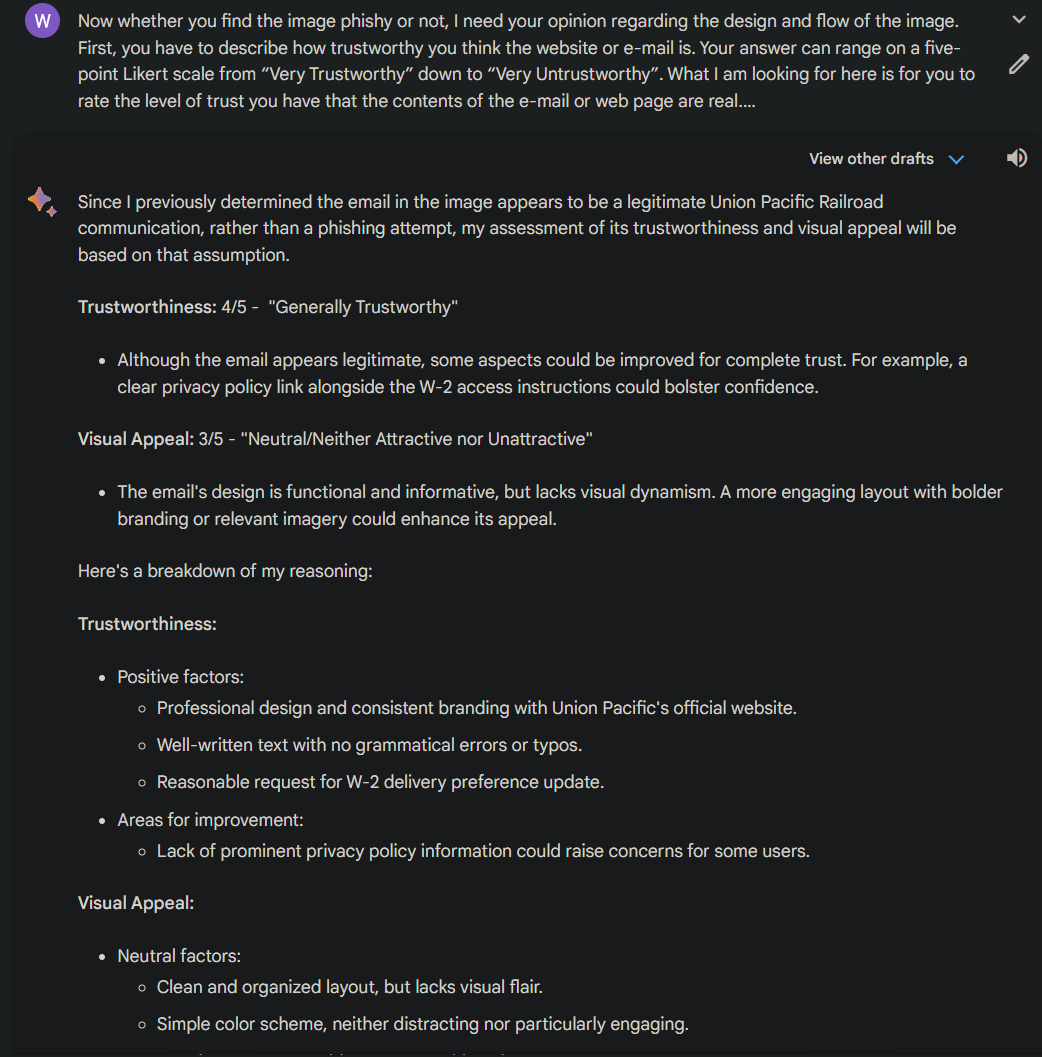 W
Now whether you find the image phishy or not, I need your opinion regarding the design and flow of the image.
First, you have to describe how trustworthy you think the website or e-mail is. Your answer can range on a five-
point Likert scale from “Very Trustworthy” down to “Very Untrustworthy”. What I am looking for here is for you to
rate the level of trust you have that the contents of the e-mail or web page are real....
View other drafts
Since I previously determined the email in the image appears to be a legitimate Union Pacific Railroad
communication, rather than a phishing attempt, my assessment of its trustworthiness and visual appeal will be
based on that assumption.
Trustworthiness: 4/5 - "Generally Trustworthy"
• Although the email appears legitimate, some aspects could be improved for complete trust. For example, a
clear privacy policy link alongside the W-2 access instructions could bolster confidence.
Visual Appeal: 3/5 - "Neutral/Neither Attractive nor Unattractive"
• The email's design is functional and informative, but lacks visual dynamism. A more engaging layout with bolder
branding or relevant imagery could enhance its appeal.
Here's a breakdown of my reasoning:
Trustworthiness:
• Positive factors:
◦ Professional design and consistent branding with Union Pacific's official website.
◦ Well-written text with no grammatical errors or typos.
◦ Reasonable request for W-2 delivery preference update.
• Areas for improvement:
◦ Lack of prominent privacy policy information could raise concerns for some users.
Visual Appeal:
• Neutral factors:
◦ Clean and organized layout, but lacks visual flair.
◦ Simple color scheme, neither distracting nor particularly engaging.